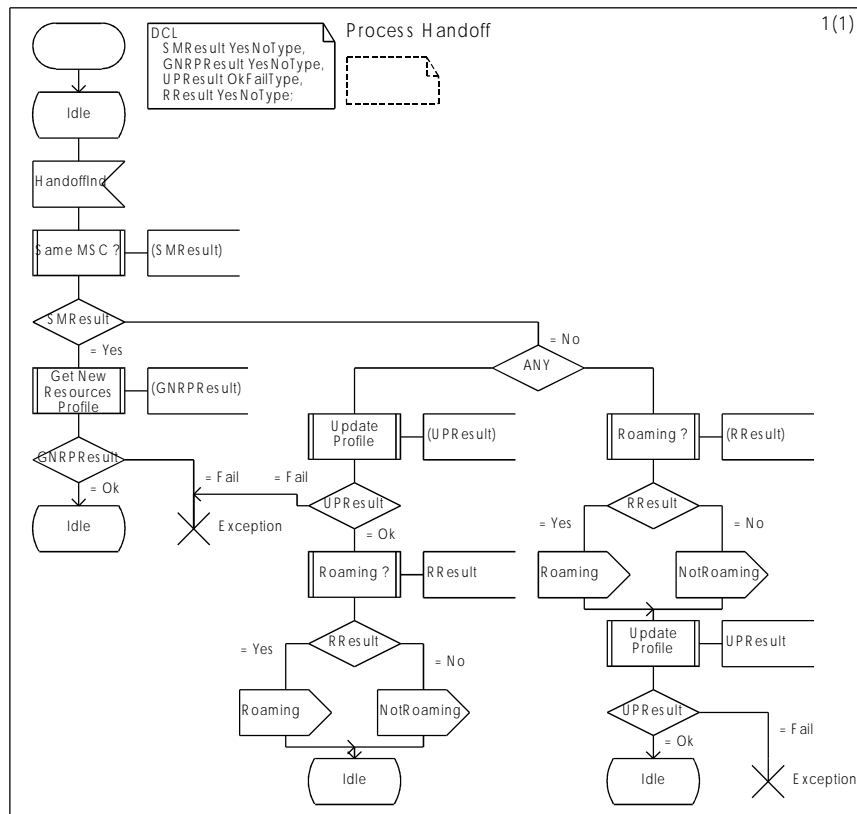 1(1)
DCL
SMResult YesNoType,
GNRPResult YesNoType,
UPResult OkFailType,
RResult YesNoType;
Process Handoff
Idle
HandoffInd
Same MSC ?
(SMResult)
SMResult
= Yes
= No
ANY
Get New
Resources
Profile
(GNRPResult)
GNRPResult
= Ok
= Fail
Idle
Exception
Update
Profile
(UPResult)
UPResult
= Fail
= Ok
Roaming ?
RResult
RResult
= Yes
= No
Roaming
NotRoaming
Idle
Roaming ?
(RResult)
RResult
= Yes
= No
Roaming
NotRoaming
Update
Profile
UPResult
UPResult
= Fail
= Ok
Idle
Exception